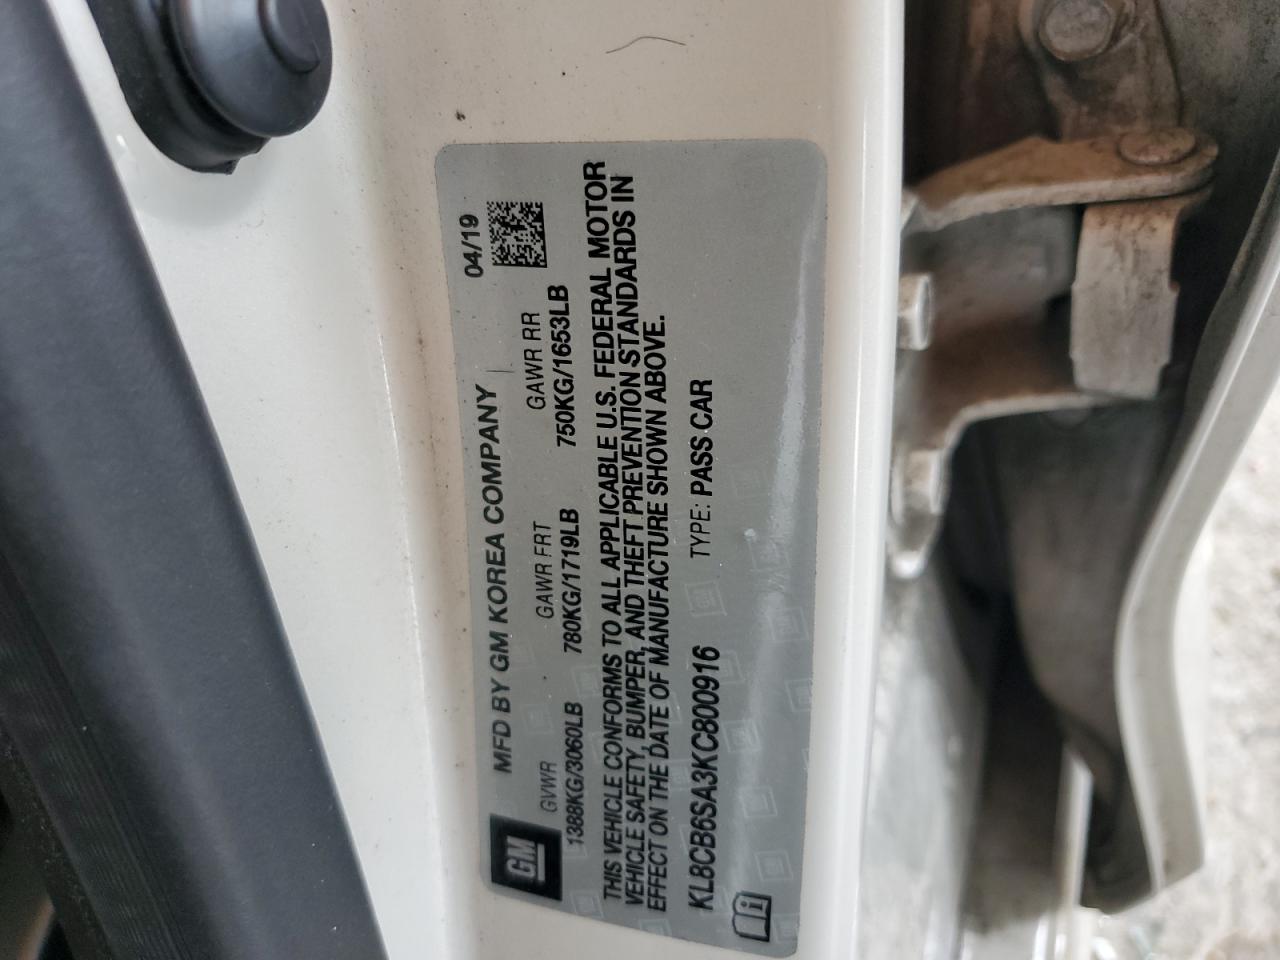 GM
MFD BY GM KOREA COMPANY 04/19
GVWR GAWR FRT GAWR RR
1388KG/3060LB 780KG/1719LB 750KG/1653LB
THIS VEHICLE CONFORMS TO ALL APPLICABLE U.S. FEDERAL MOTOR
VEHICLE SAFETY, BUMPER, AND THEFT PREVENTION STANDARDS IN
EFFECT ON THE DATE OF MANUFACTURE SHOWN ABOVE.
KL8CB6SA3KC800916 TYPE: PASS CAR